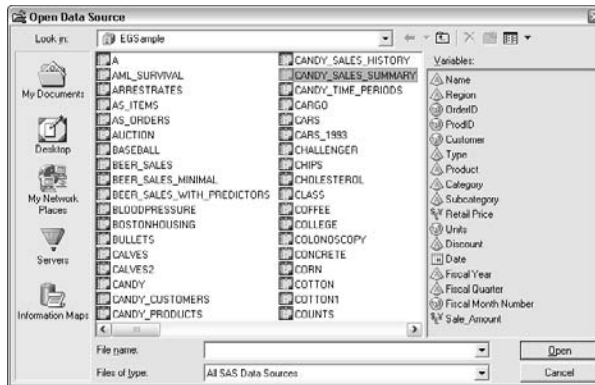 Open Data Source
Look in:
EGSample
My Documents
Desktop
My Network
Places
Servers
Information Maps
A
AML_SURVIVAL
ARRESTRATES
AS_ITEMS
AS_ORDERS
AUCTION
BASEBALL
BEER_SALES
BEER_SALES_MINIMAL
BEER_SALES_WITH_PREDICTORS
BLOODPRESSURE
BOSTONHOUSING
BULLETS
CALVES
CALVES2
CANDY
CANDY_CUSTOMERS
CANDY_PRODUCTS
CANDY_SALES_HISTORY
CANDY_SALES_SUMMARY
CANDY_TIME_PERIODS
CARGO
CARS
CARS_1993
CHALLENGER
CHIPS
CHOLESTEROL
CLASS
COFFEE
COLLEGE
COLONOSCOPY
CONCRETE
CORN
COTTON
COTTON1
COUNTS
Variables:
Name
Region
OrderID
ProdID
Customer
Type
Product
Category
Subcategory
Retail Price
Units
Discount
Date
Fiscal Year
Fiscal Quarter
Fiscal Month Number
Sale_Amount
File name:
Open
Files of type:
All SAS Data Sources
Cancel